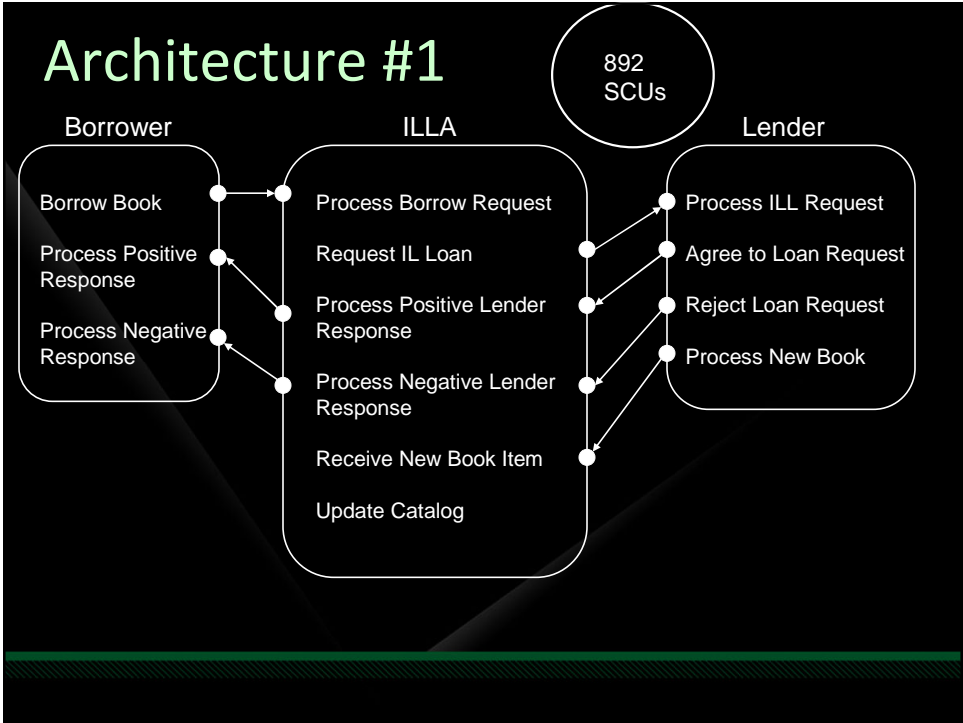 Architecture #1
892
SCUs
Borrower
ILLA
Lender
Borrow Book
Process Positive
Response
Process Negative
Response
Process Borrow Request
Request IL Loan
Process Positive Lender
Response
Process Negative Lender
Response
Receive New Book Item
Update Catalog
Process ILL Request
Agree to Loan Request
Reject Loan Request
Process New Book